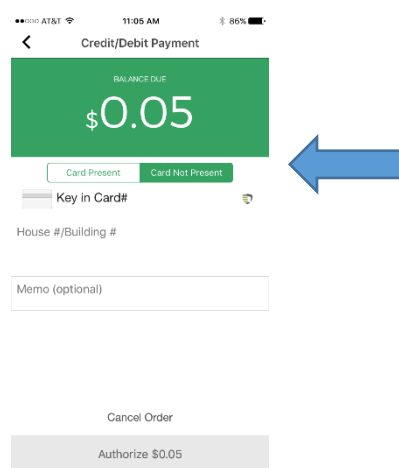 AT&T 11:05 AM 86%
Credit/Debit Payment
BALANCE DUE
$0.05
Card Present Card Not Present
Key in Card#
House #/Building #
Memo (optional)
Cancel Order
Authorize $0.05